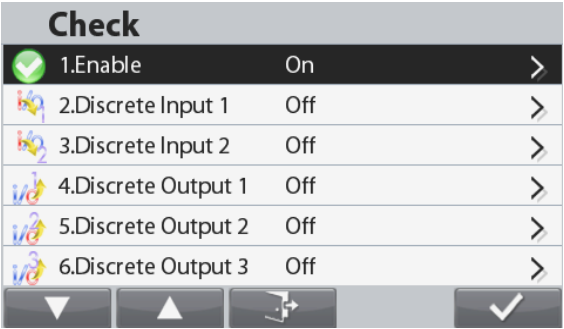 Check
1.Enable On
2.Discrete Input 1 Off
3.Discrete Input 2 Off
4.Discrete Output 1 Off
5.Discrete Output 2 Off
6.Discrete Output 3 Off